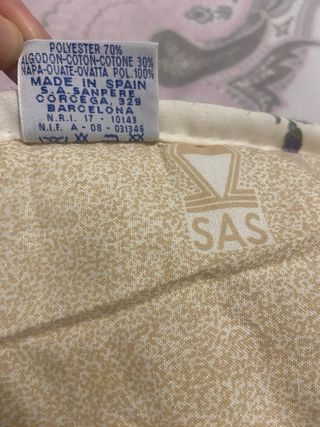 POLYESTER 70%
ALGODON-COTON-COTONE 30%
NAPA-OUATE-OVATTA POL.100%
MADE IN SPAIN
S.A. SANPERE
CORCEGA, 329
BARCELONA
N.R.I. 17 - 10149
N.I.F. A - 08 - 031346
SAS